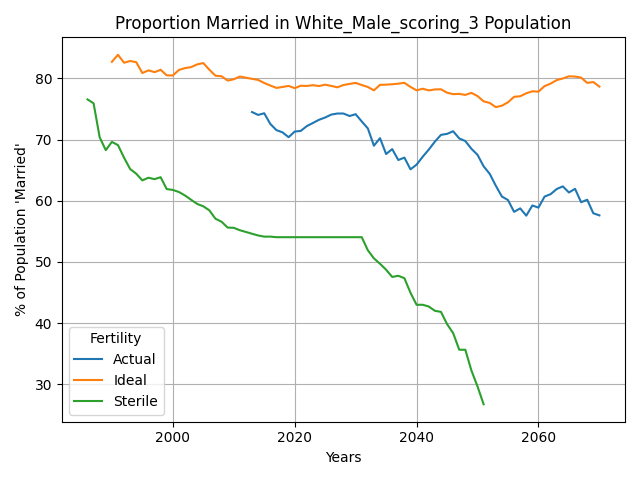 Proportion Married in White_Male_scoring_3 Population
% of Population 'Married'
80
70
60
50
40
30
Fertility
Actual
Ideal
Sterile
2000
2020
2040
2060
Years